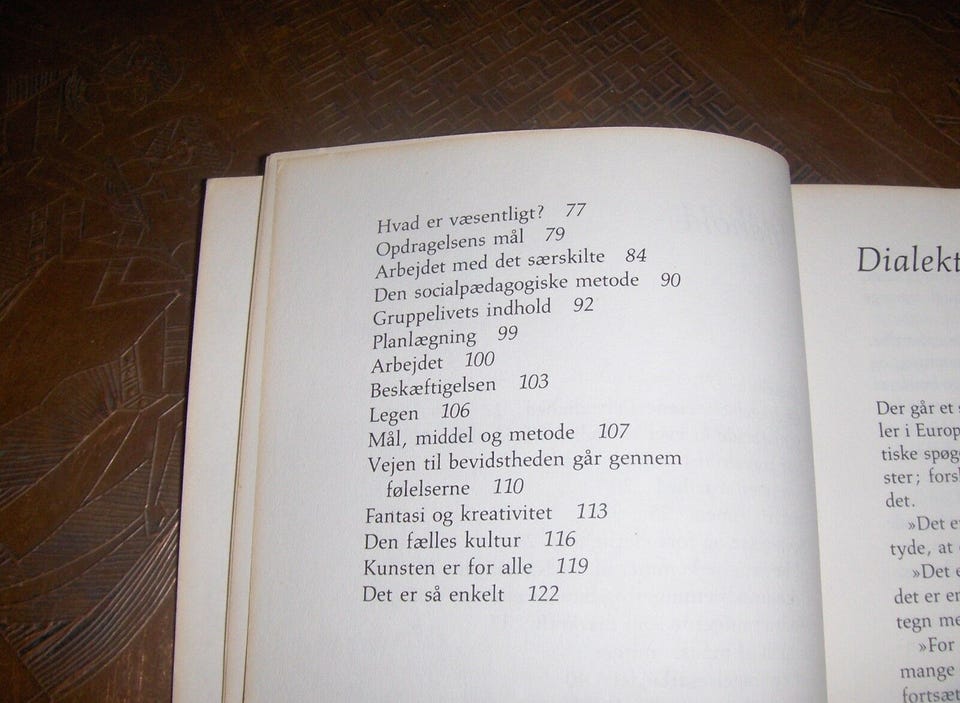 Hvad er væsentligt? 77
Opdragelsens mål 79
Arbejdet med det særskilte 84
Den socialpædagogiske metode 90
Gruppelivets indhold 92
Planlægning 99
Arbejdet 100
Beskæftigelsen 103
Legen 106
Mål, middel og metode 107
Vejen til bevidstheden går gennem
følelserne 110
Fantasi og kreativitet 113
Den fælles kultur 116
Kunsten er for alle 119
Det er så enkelt 122
Dialekt
Der går et
ler i Europ
tiske spøg
ster; fors
det.
»Det e
tyde, at
»Det
det er e
tegn me
»For
mange
fortsæt